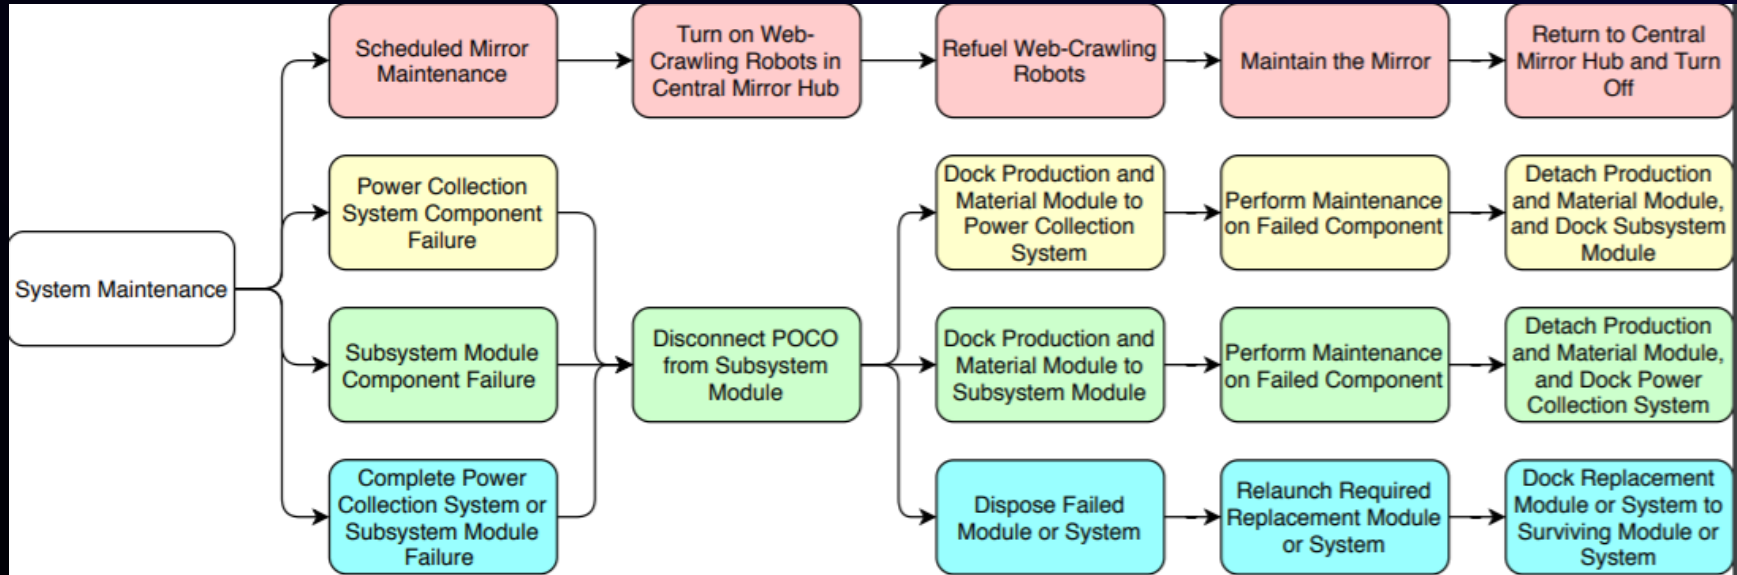 System Maintenance
Scheduled Mirror
Maintenance
Turn on Web-
Crawling Robots in
Central Mirror Hub
Refuel Web-Crawling
Robots
Maintain the Mirror
Return to Central
Mirror Hub and Turn
Off
Power Collection
System Component
Failure
Dock Production and
Material Module to
Power Collection
System
Perform Maintenance
on Failed Component
Detach Production
and Material Module,
and Dock Subsystem
Module
Subsystem Module
Component Failure
Disconnect POCO
from Subsystem
Module
Dock Production and
Material Module to
Subsystem Module
Perform Maintenance
on Failed Component
Detach Production
and Material Module,
and Dock Power
Collection System
Complete Power
Collection System or
Subsystem Module
Failure
Dispose Failed
Module or System
Relaunch Required
Replacement Module
or System
Dock Replacement
Module or System to
Surviving Module or
System